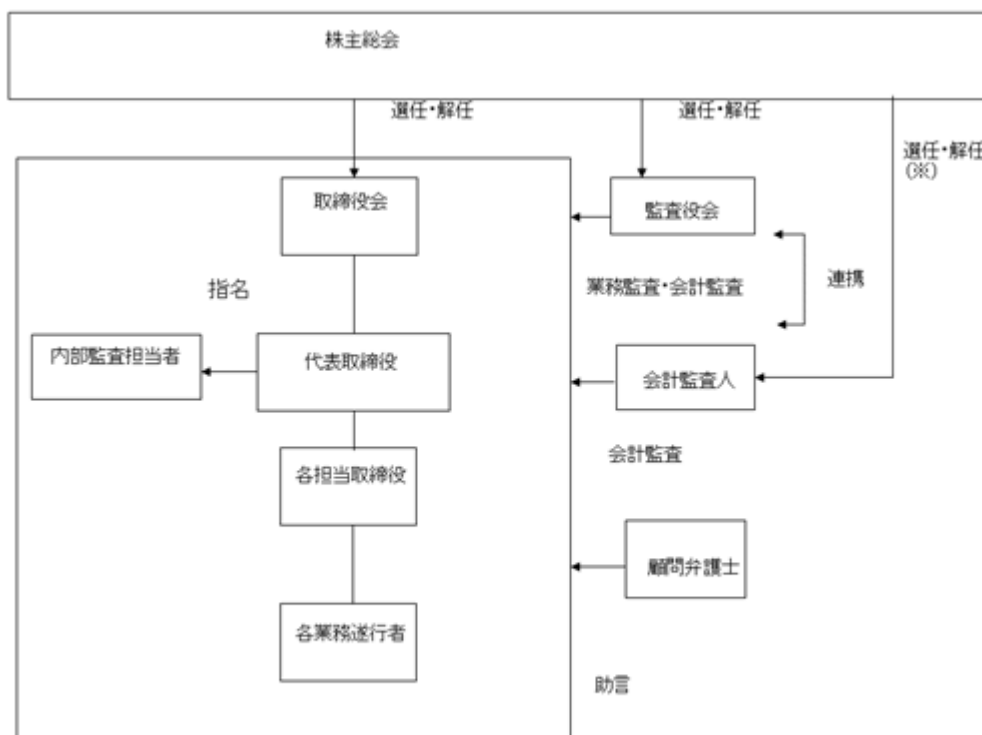 株主総会
選任・解任
選任・解任
選任・解任
(※)
取締役会
監査役会
指名
業務監査・会計監査
連携
内部監査担当者
代表取締役
会計監査人
各担当取締役
会計監査
顧問弁護士
各業務遂行者
助言